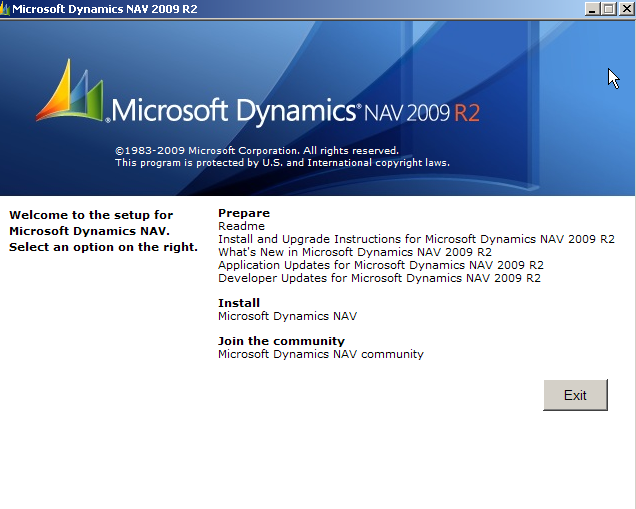 Microsoft Dynamics NAV 2009 R2
Microsoft Dynamics® NAV 2009 R2
©1983-2009 Microsoft Corporation. All rights reserved.
This program is protected by U.S. and International copyright laws.
Welcome to the setup for
Microsoft Dynamics NAV.
Select an option on the right.
Prepare
Readme
Install and Upgrade Instructions for Microsoft Dynamics NAV 2009 R2
What's New in Microsoft Dynamics NAV 2009 R2
Application Updates for Microsoft Dynamics NAV 2009 R2
Developer Updates for Microsoft Dynamics NAV 2009 R2
Install
Microsoft Dynamics NAV
Join the community
Microsoft Dynamics NAV community
Exit